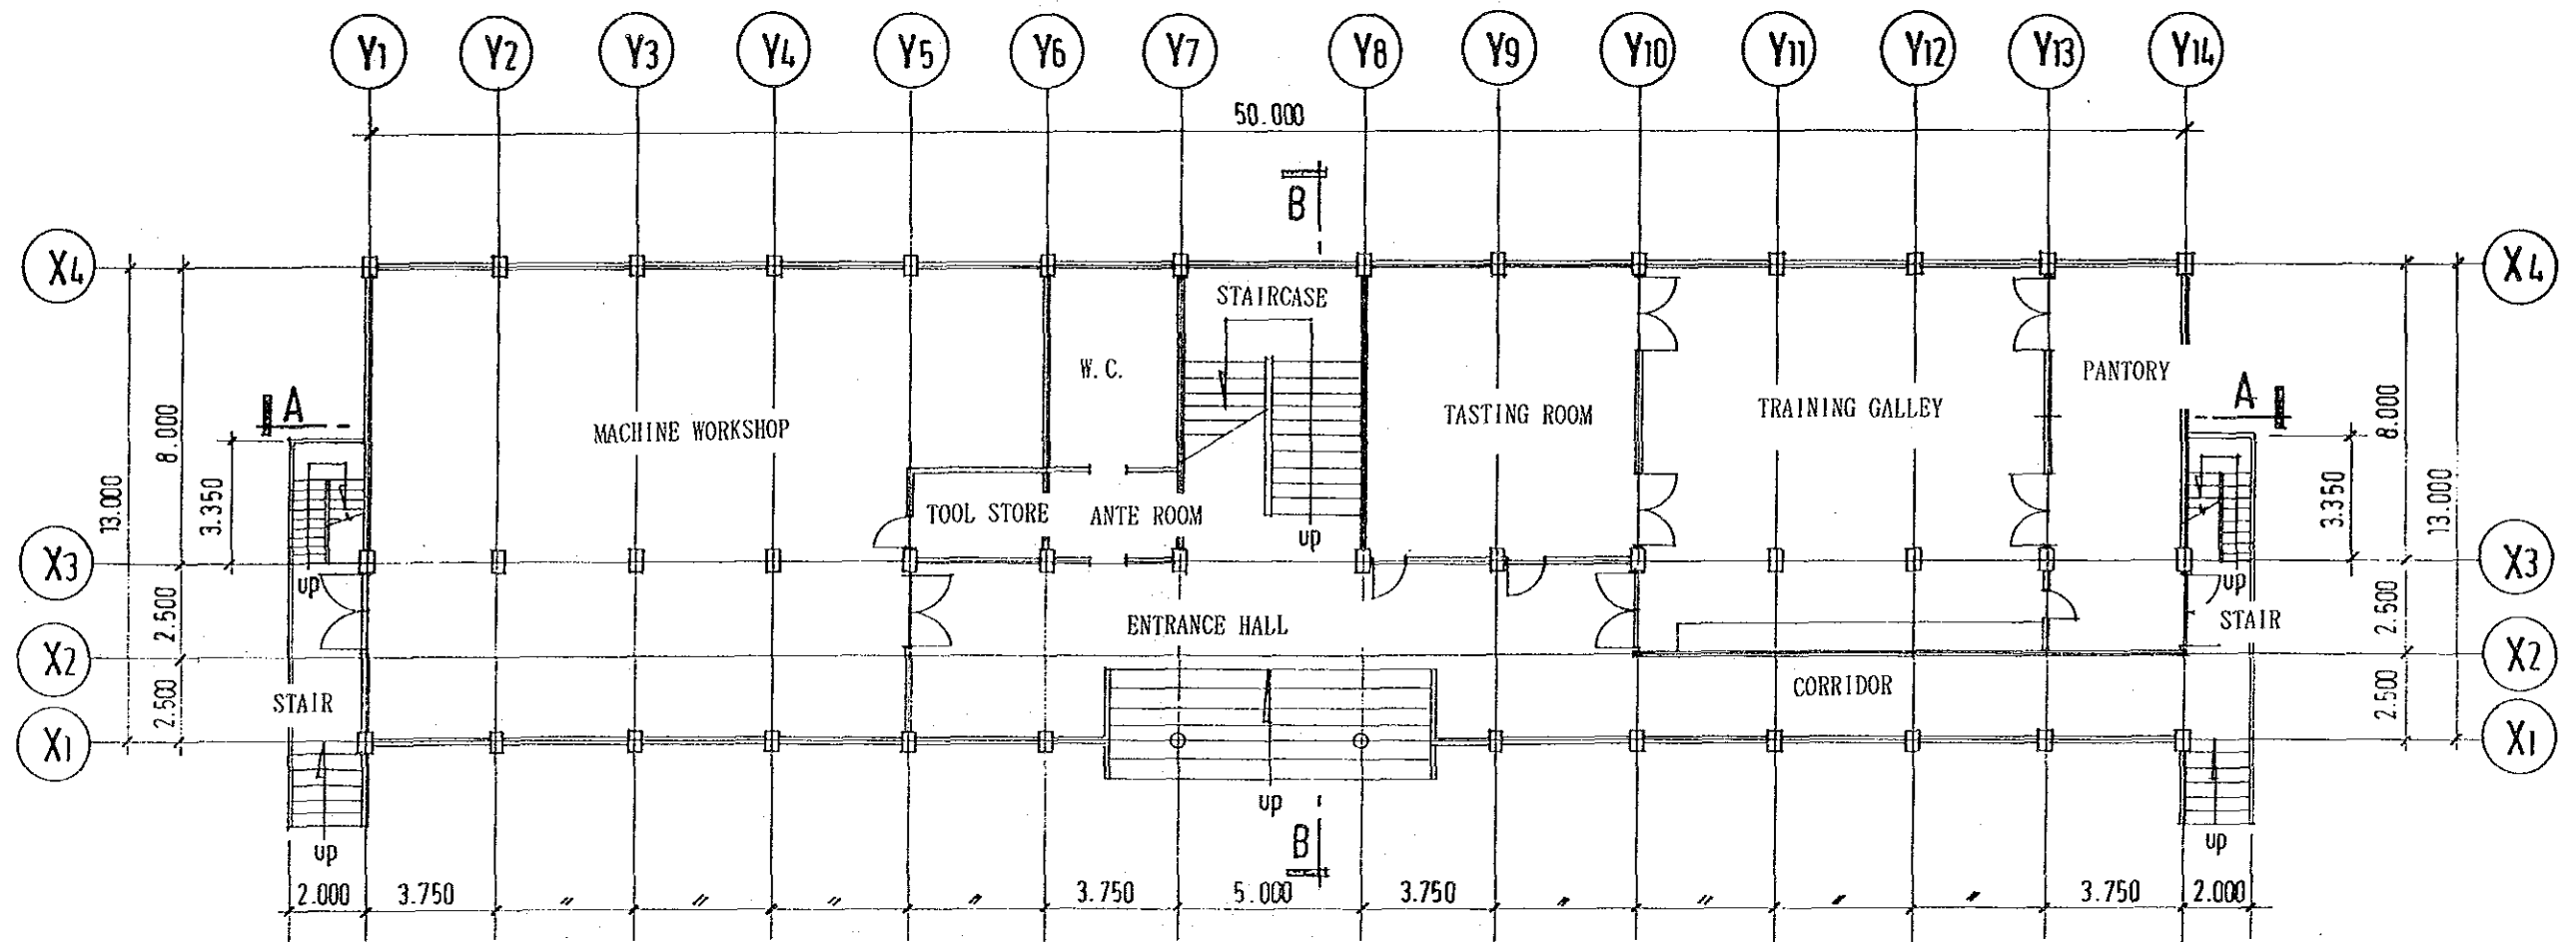 Y1 Y2 Y3 Y4 Y5 Y6 Y7 Y8 Y9 Y10 Y11 Y12 Y13 Y14
50.000
B
X4 X4
STAIRCASE
W.C. PANTORY
A MACHINE WORKSHOP TASTING ROOM TRAINING GALLEY A
8.000 8.000
13.000 3.350 3.350 13.000
TOOL STORE ANTE ROOM
up
X3 X3
up up
2.500 ENTRANCE HALL STAIR 2.500
X2 X2
STAIR CORRIDOR
2.500 2.500
X1 X1
up
up B up
2.000 3.750 〃 〃 〃 〃 3.750 5.000 3.750 〃 〃 〃 〃 3.750 2.000